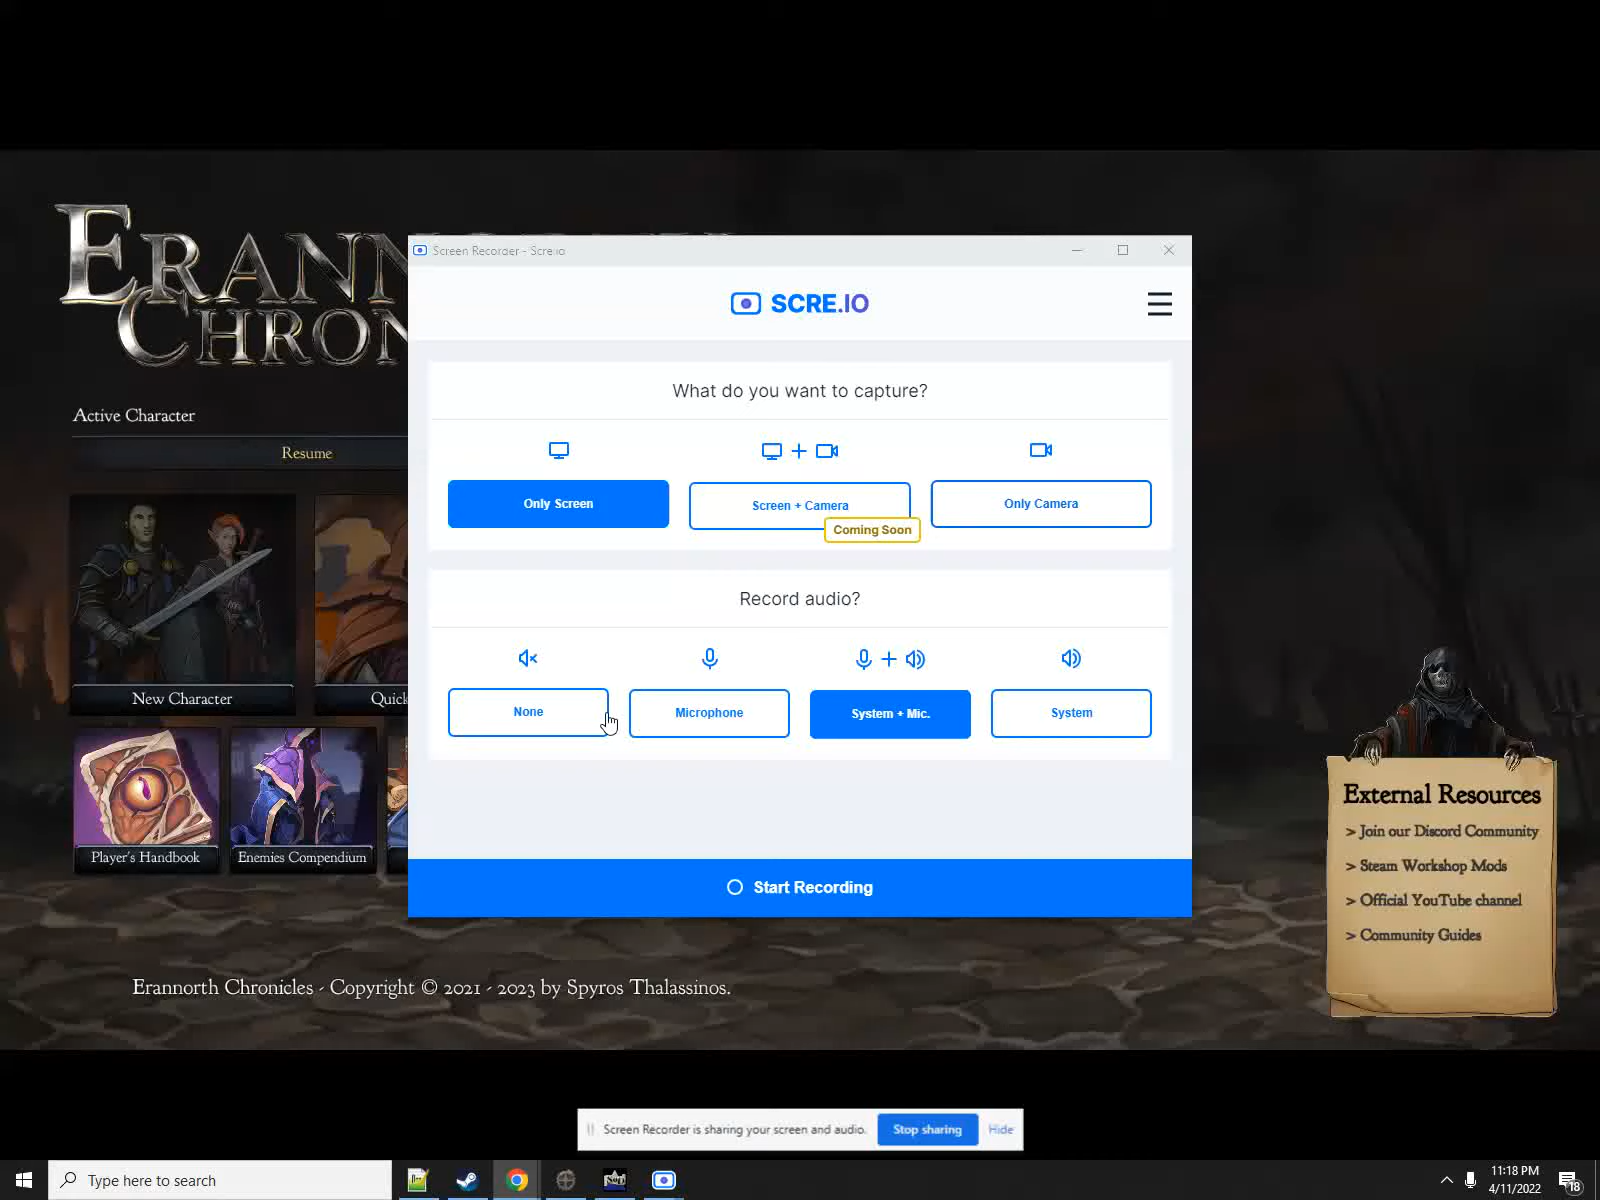 Erann
Chron
Active Character
Resume
New Character
Quick
Player's Handbook
Enemies Compendium
Screen Recorder - Scre.io
SCRE.IO
What do you want to capture?
Only Screen
Screen + Camera
Coming Soon
Only Camera
Record audio?
None
Microphone
System + Mic.
System
Start Recording
External Resources
> Join our Discord Community
> Steam Workshop Mods
> Official YouTube channel
> Community Guides
Erannorth Chronicles - Copyright © 2021 - 2023 by Spyros Thalassinos.
Screen Recorder is sharing your screen and audio.
Stop sharing
Hide
Type here to search
11:18 PM
4/11/2022
18